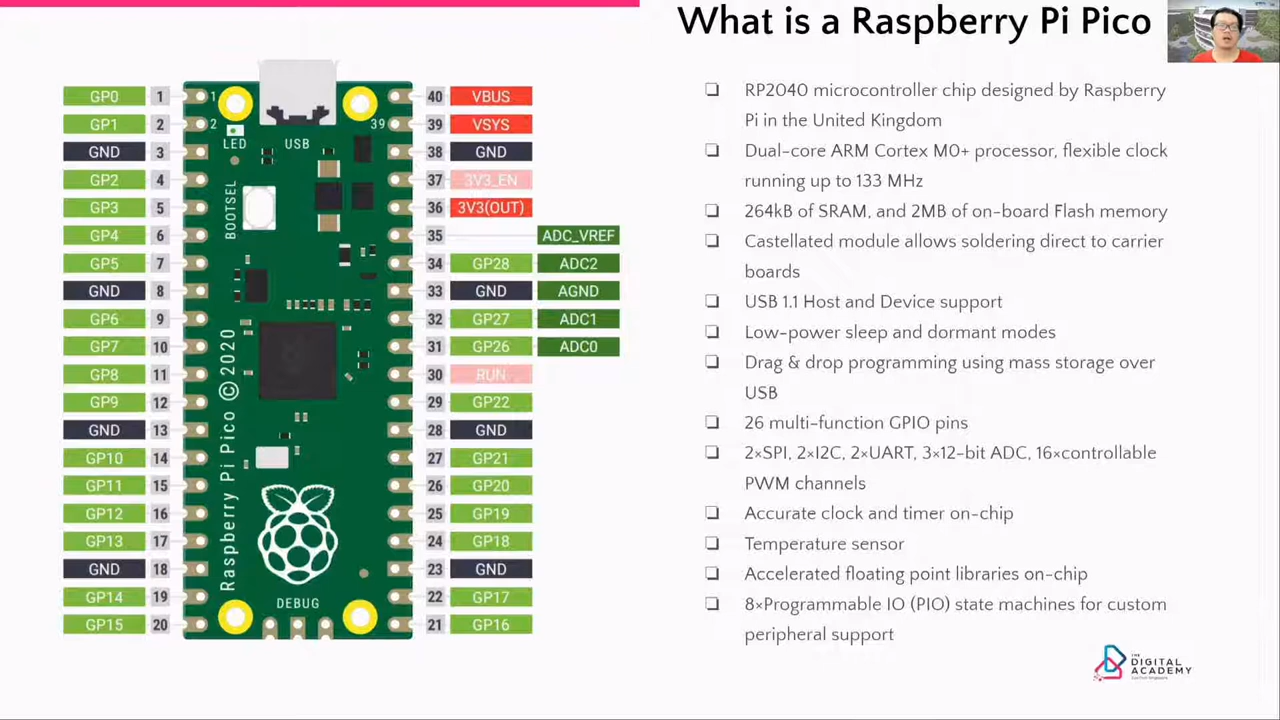 What is a Raspberry Pi Pico
GP0 1
GP1 2
GND 3
GP2 4
GP3 5
GP4 6
GP5 7
GND 8
GP6 9
GP7 10
GP8 11
GP9 12
GND 13
GP10 14
GP11 15
GP12 16
GP13 17
GND 18
GP14 19
GP15 20
1
2
39
LED
USB
BOOTSEL
Raspberry Pi Pico © 2020
DEBUG
40 VBUS
39 VSYS
38 GND
37 3V3_EN
36 3V3(OUT)
35 ADC_VREF
34 GP28 ADC2
33 GND AGND
32 GP27 ADC1
31 GP26 ADC0
30 RUN
29 GP22
28 GND
27 GP21
26 GP20
25 GP19
24 GP18
23 GND
22 GP17
21 GP16
RP2040 microcontroller chip designed by Raspberry
Pi in the United Kingdom
Dual-core ARM Cortex M0+ processor, flexible clock
running up to 133 MHz
264kB of SRAM, and 2MB of on-board Flash memory
Castellated module allows soldering direct to carrier
boards
USB 1.1 Host and Device support
Low-power sleep and dormant modes
Drag & drop programming using mass storage over
USB
26 multi-function GPIO pins
2×SPI, 2×I2C, 2×UART, 3×12-bit ADC, 16×controllable
PWM channels
Accurate clock and timer on-chip
Temperature sensor
Accelerated floating point libraries on-chip
8×Programmable IO (PIO) state machines for custom
peripheral support
THE
DIGITAL
ACADEMY